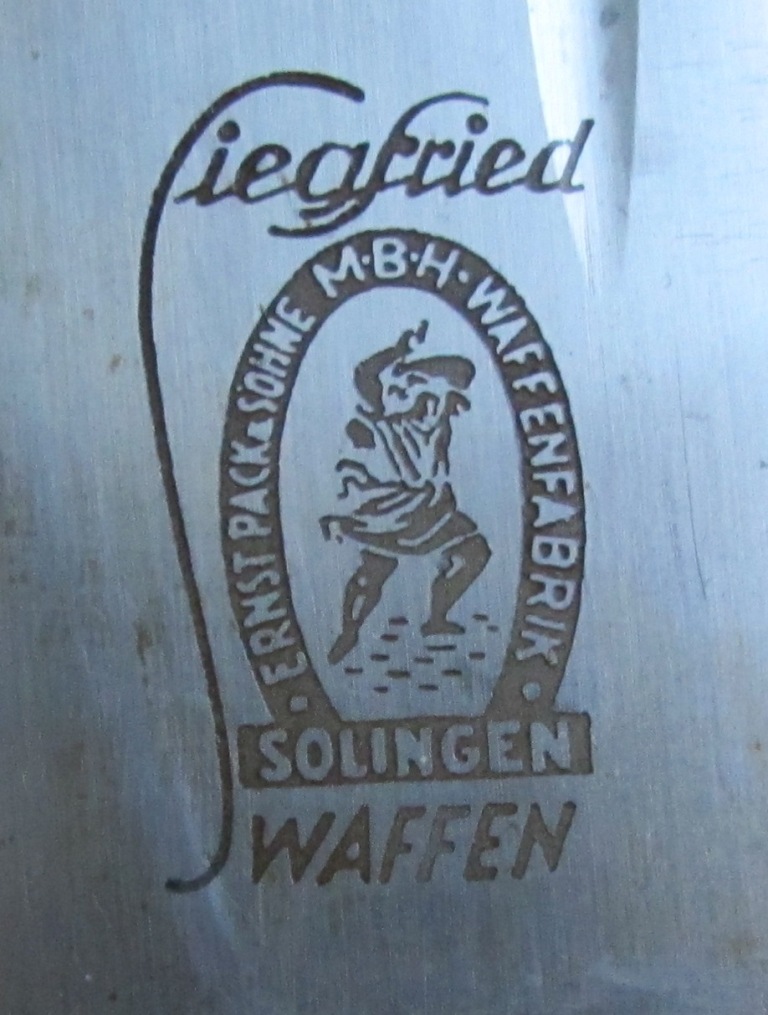 Siegfried
ERNST PACK & SÖHNE M·B·H· WAFFENFABRIK
SOLINGEN
WAFFEN